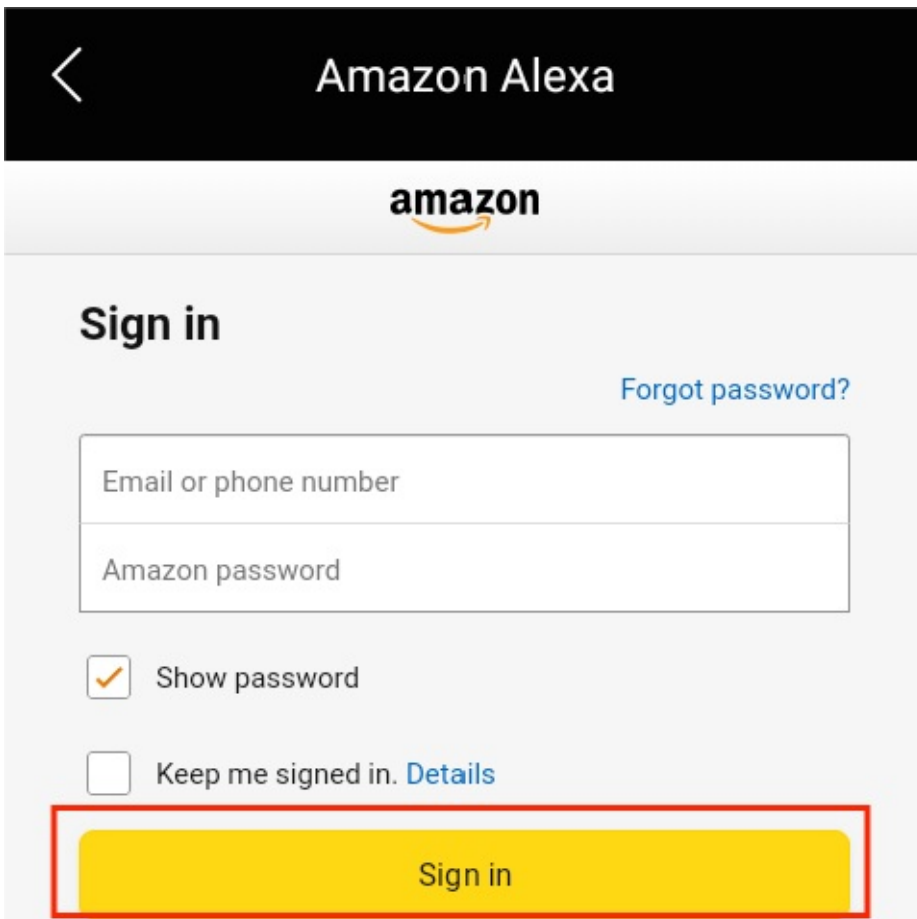 Amazon Alexa
amazon
Sign in
Forgot password?
Email or phone number
Amazon password
Show password
Keep me signed in. Details
Sign in